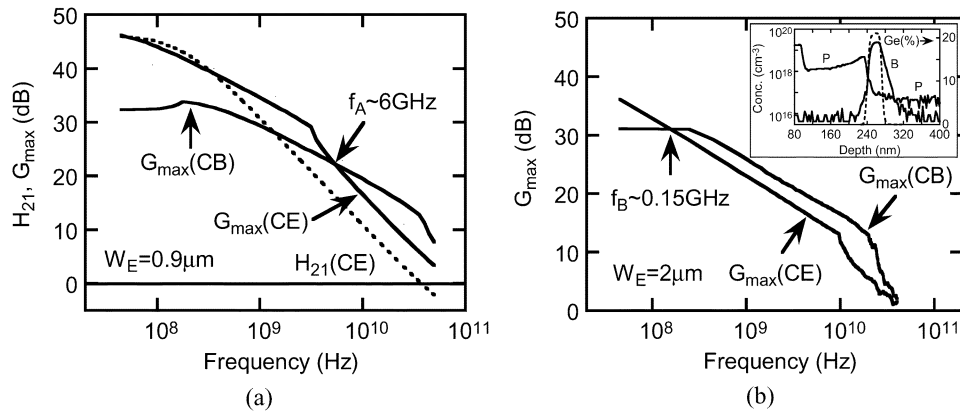 50
40
30
20
10
0
H21, Gmax (dB)
fA~6GHz
Gmax(CB)
Gmax(CE)
H21(CE)
WE=0.9μm
10^8 10^9 10^10 10^11
Frequency (Hz)
(a)
50
40
30
20
10
0
Gmax (dB)
10^20
10^18
10^16
Conc. (cm-3)
Ge(%)
20
10
0
P
B
P
80 160 240 320 400
Depth (nm)
Gmax(CB)
fB~0.15GHz
WE=2μm
Gmax(CE)
10^8 10^9 10^10 10^11
Frequency (Hz)
(b)